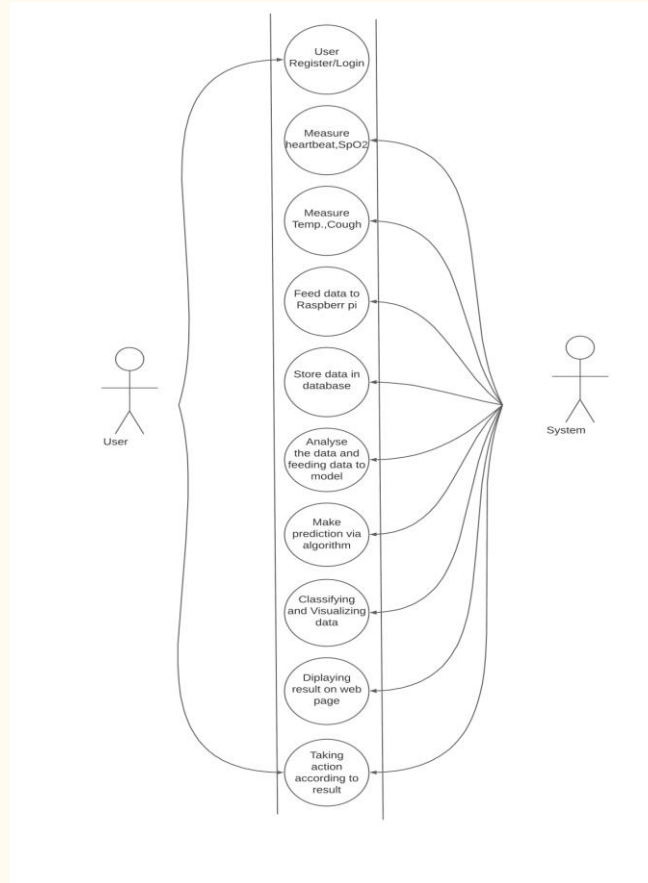 User
Register/Login
Measure
heartbeat,SpO2
Measure
Temp.,Cough
Feed data to
Raspberr pi
Store data in
database
User
System
Analyse
the data and
feeding data to
model
Make
prediction via
algorithm
Classifying
and Visualizing
data
Diplaying
result on web
page
Taking
action
according to
result